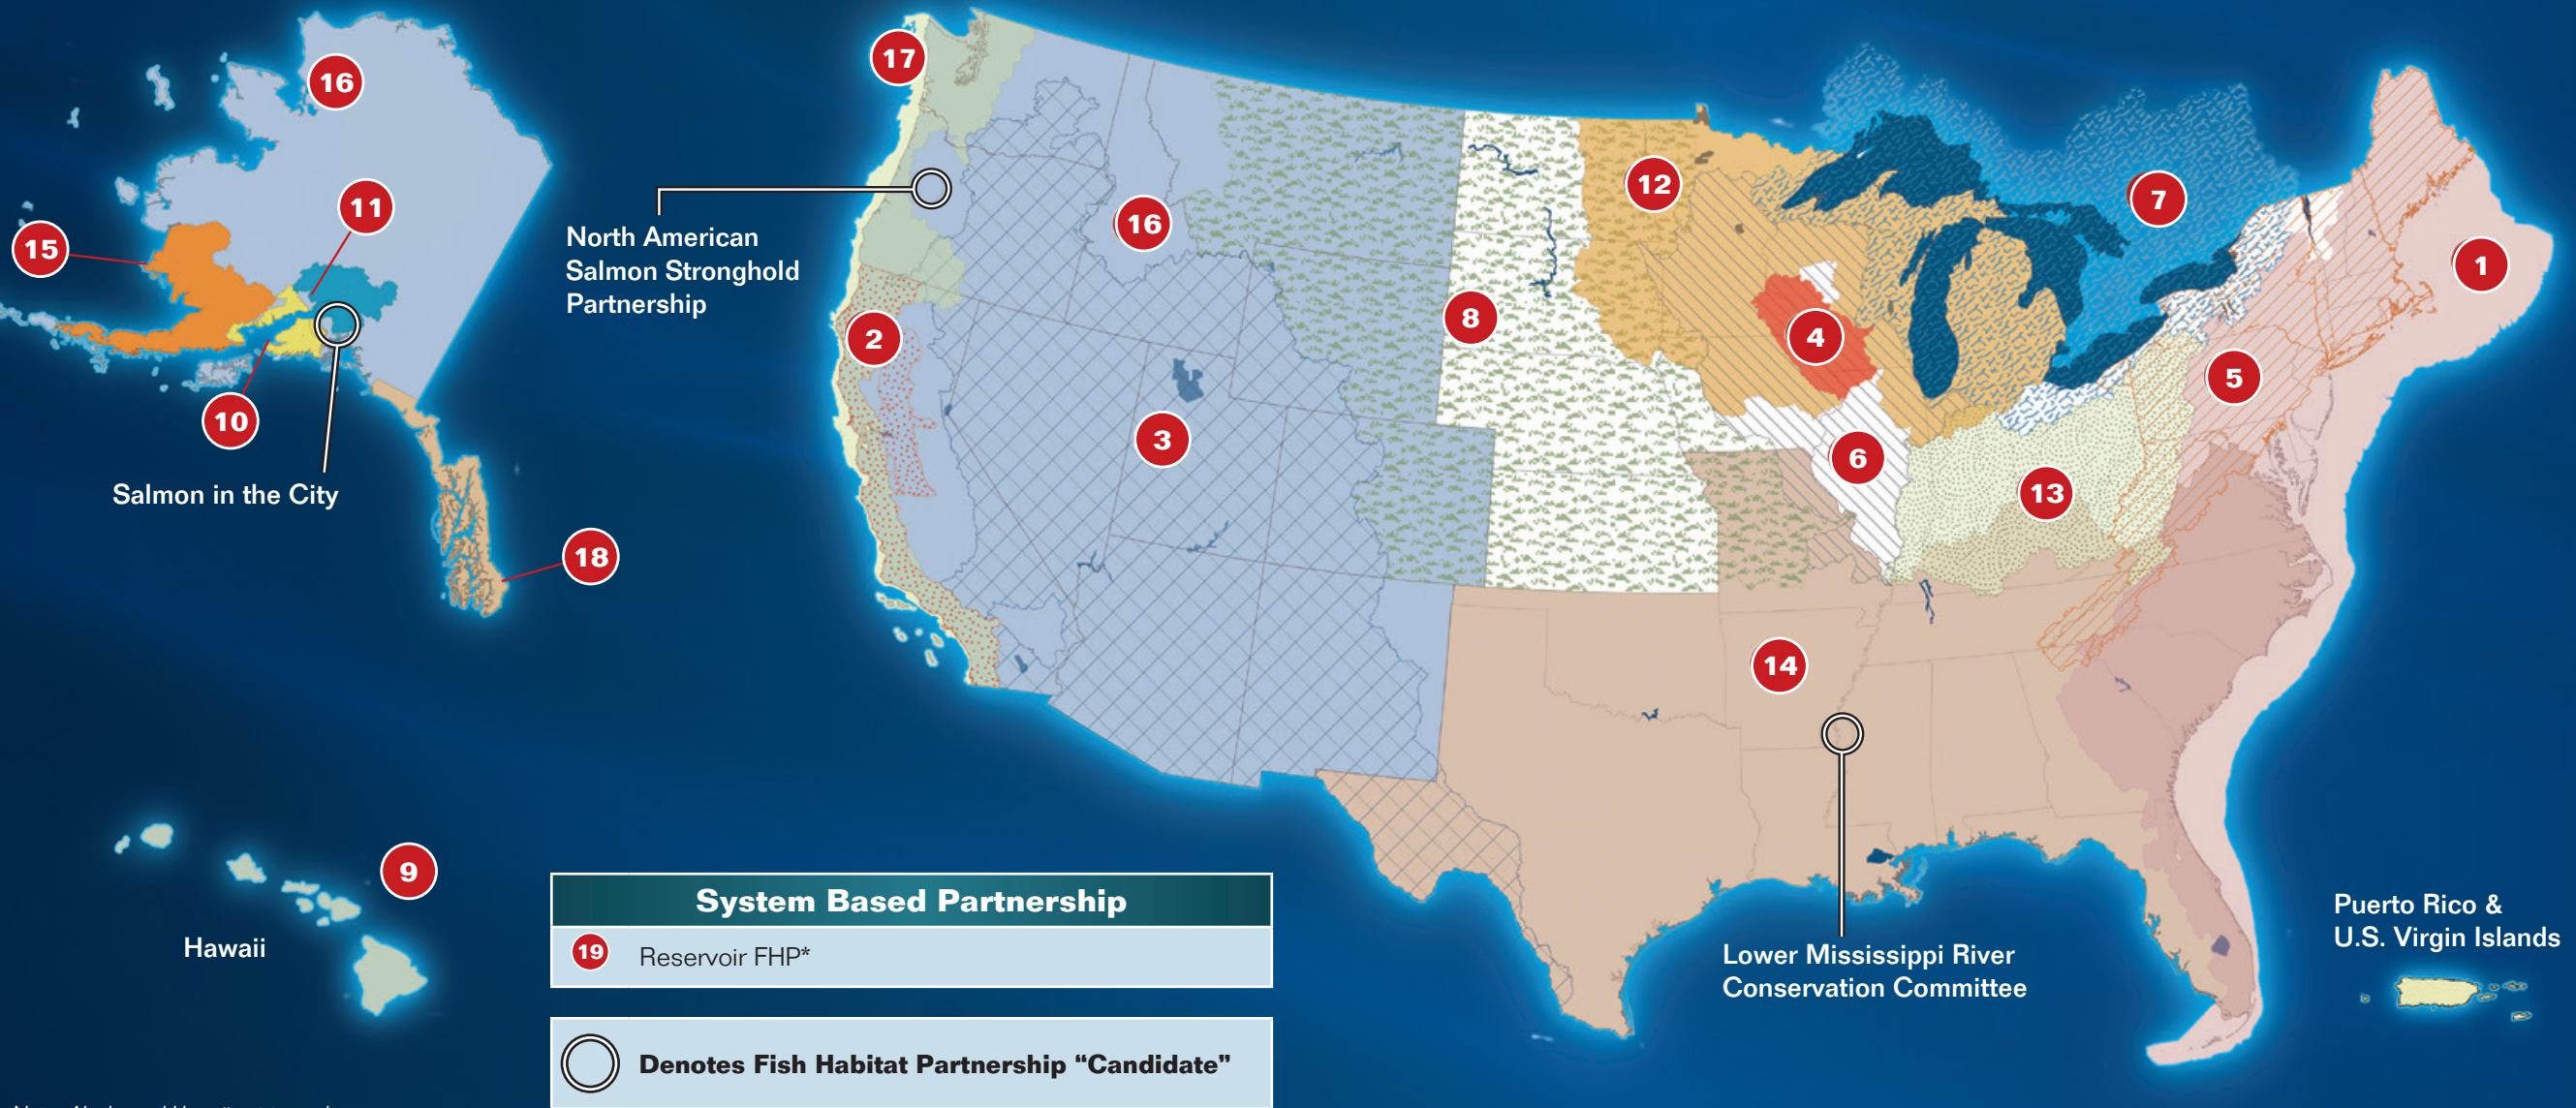 16
11
15
10
Salmon in the City
18
9
Hawaii
17
North American
Salmon Stronghold
Partnership
16
2
3
8
12
4
6
7
1
5
13
14
Lower Mississippi River
Conservation Committee
Puerto Rico &
U.S. Virgin Islands
System Based Partnership
19 Reservoir FHP*
Denotes Fish Habitat Partnership “Candidate”